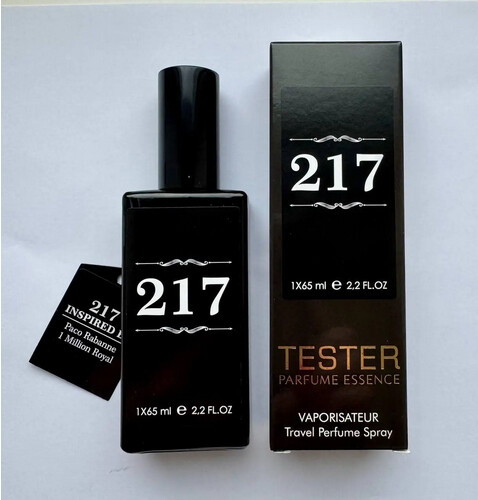 217
INSPIRED
Paco Rabanne
1 Million Royal
217
1X65 ml e 2,2 FL.OZ
217
1X65 ml e 2,2 FL.OZ
TESTER
PARFUME ESSENCE
VAPORISATEUR
Travel Perfume Spray